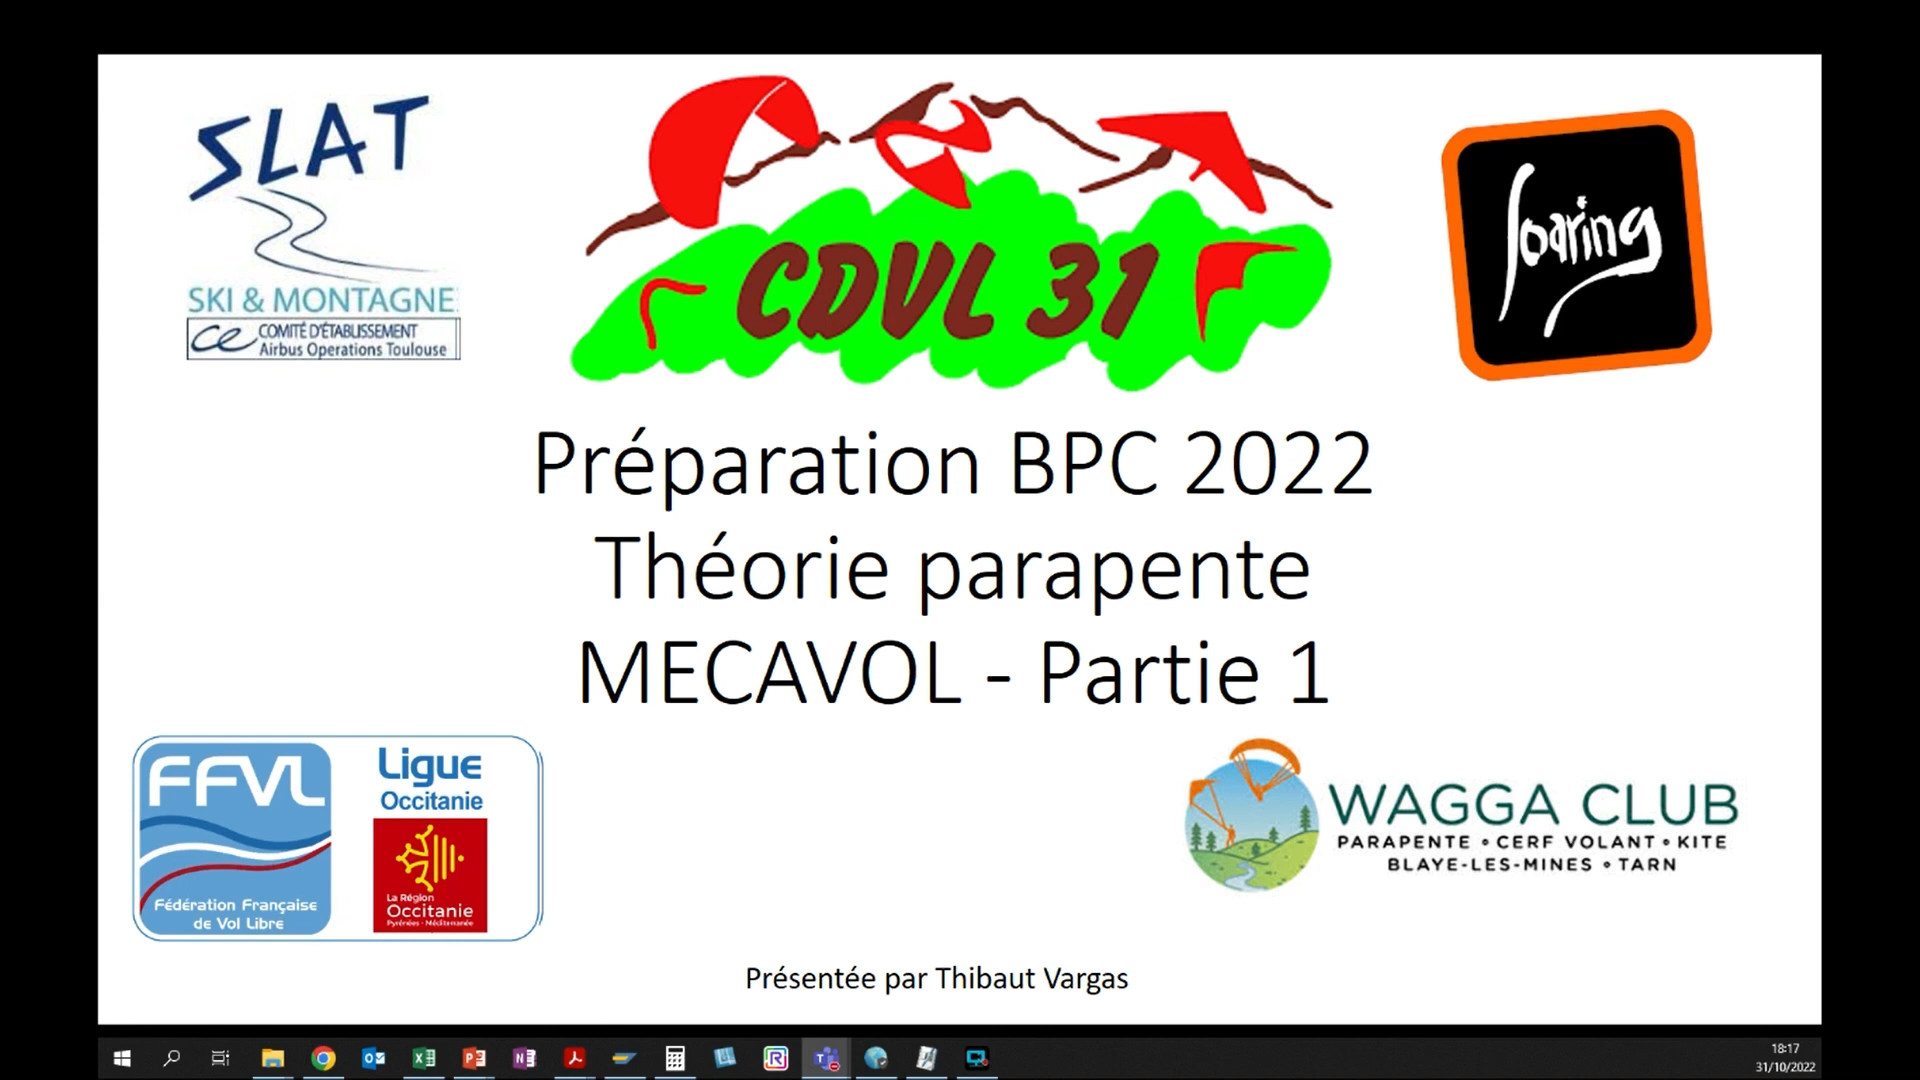 SLAT
SKI & MONTAGNE
CE COMITÉ D'ÉTABLISSEMENT
Airbus Operations Toulouse
CDVL 31
Soaring
Préparation BPC 2022
Théorie parapente
MECAVOL - Partie 1
FFVL
Fédération Française
de Vol Libre
Ligue
Occitanie
La Région
Occitanie
Pyrénées - Méditerranée
WAGGA CLUB
PARAPENTE • CERF VOLANT • KITE
BLAYE-LES-MINES • TARN
Présentée par Thibaut Vargas
18:17
31/10/2022